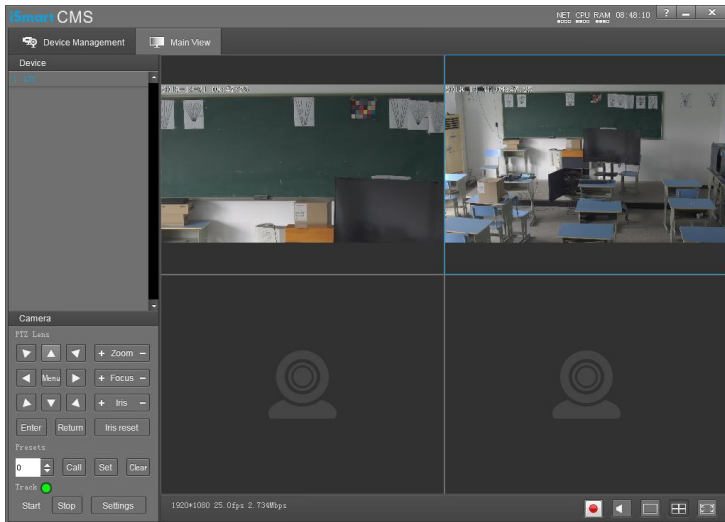 iSmart CMS
NET CPU RAM 08:48:10 ?
Device Management
Main View
Device
Camera
PTZ Lens
+ Zoom −
Menu
+ Focus −
+ Iris −
Enter
Return
Iris reset
Presets
0
Call
Set
Clear
Track
Start
Stop
Settings
1920*1080 25.0fps 2.734Mbps